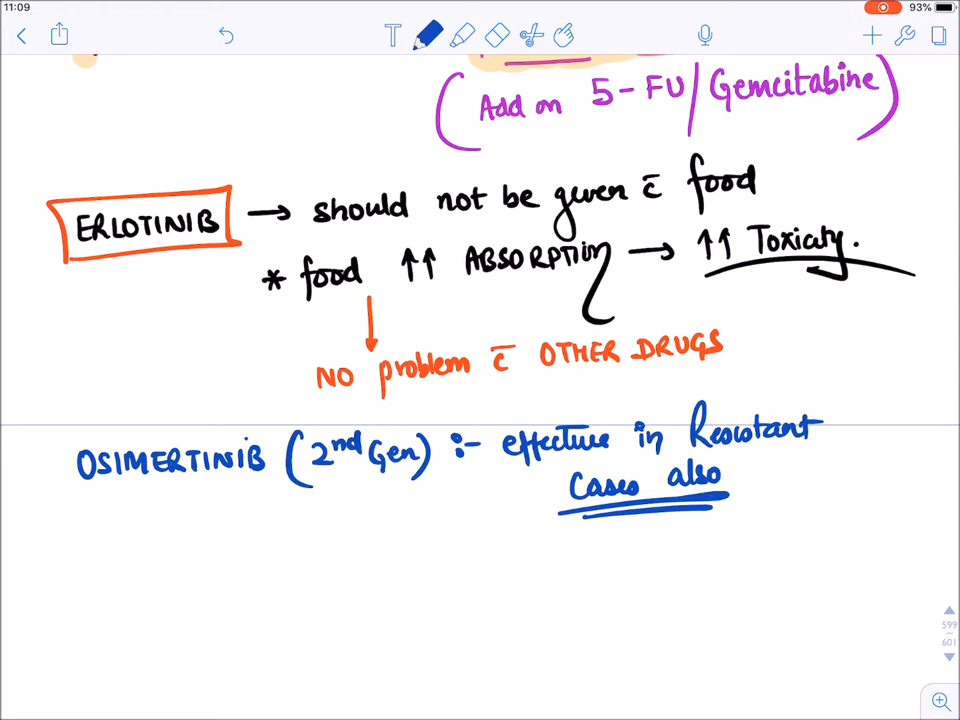 11:09
93%
T
(Add on 5-FU/Gemcitabine)
ERLOTINIB → should not be given c̄ food
* food ↑↑ ABSORPTION → ↑↑ Toxicity.
↓
NO problem c̄ OTHER DRUGS
OSIMERTINIB (2nd Gen) :- effective in Resistant
Cases also
599
601